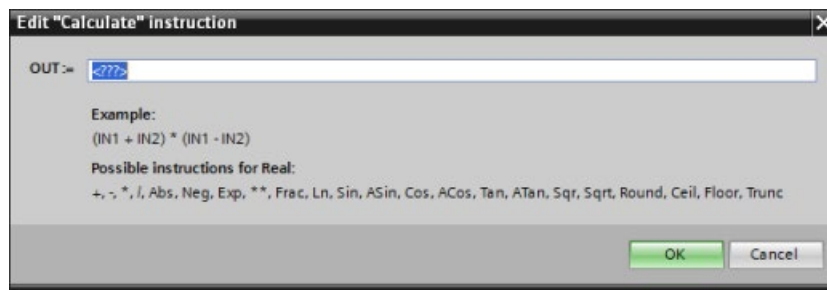 Edit "Calculate" instruction
OUT:= <???>
Example:
(IN1 + IN2) * (IN1 - IN2)
Possible instructions for Real:
+, -, *, /, Abs, Neg, Exp, **, Frac, Ln, Sin, ASin, Cos, ACos, Tan, ATan, Sqr, Sqrt, Round, Ceil, Floor, Trunc
OK Cancel